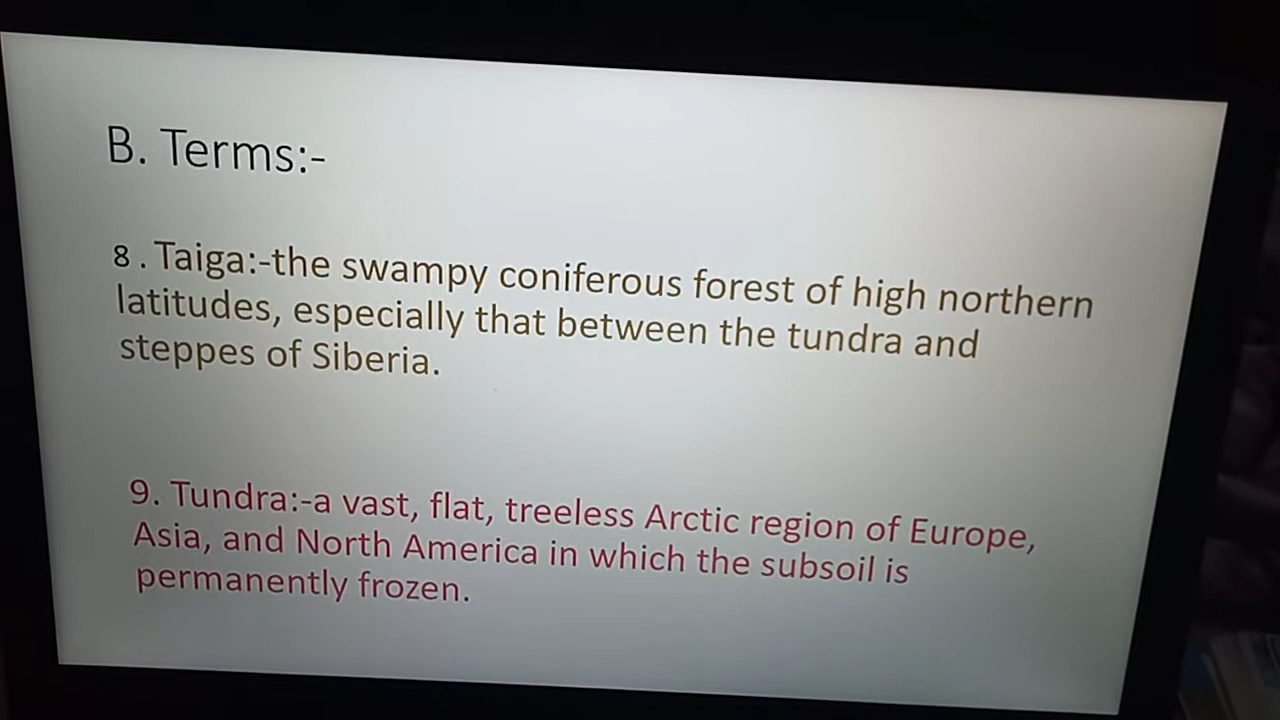 B. Terms:-
8 . Taiga:-the swampy coniferous forest of high northern
latitudes, especially that between the tundra and
steppes of Siberia.
9. Tundra:-a vast, flat, treeless Arctic region of Europe,
Asia, and North America in which the subsoil is
permanently frozen.